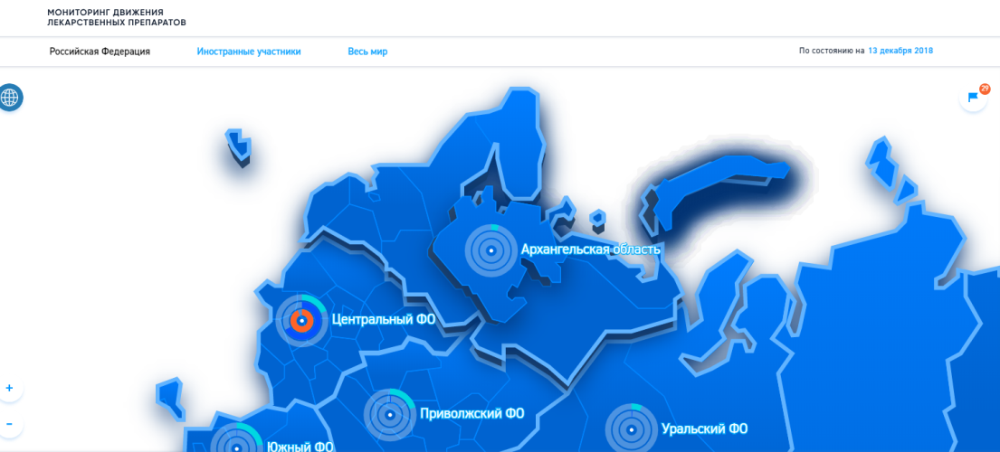 МОНИТОРИНГ ДВИЖЕНИЯ
ЛЕКАРСТВЕННЫХ ПРЕПАРАТОВ
Российская Федерация
Иностранные участники
Весь мир
По состоянию на 13 декабря 2018
29
Архангельская область
Центральный ФО
Приволжский ФО
Уральский ФО
Южный ФО
+
-